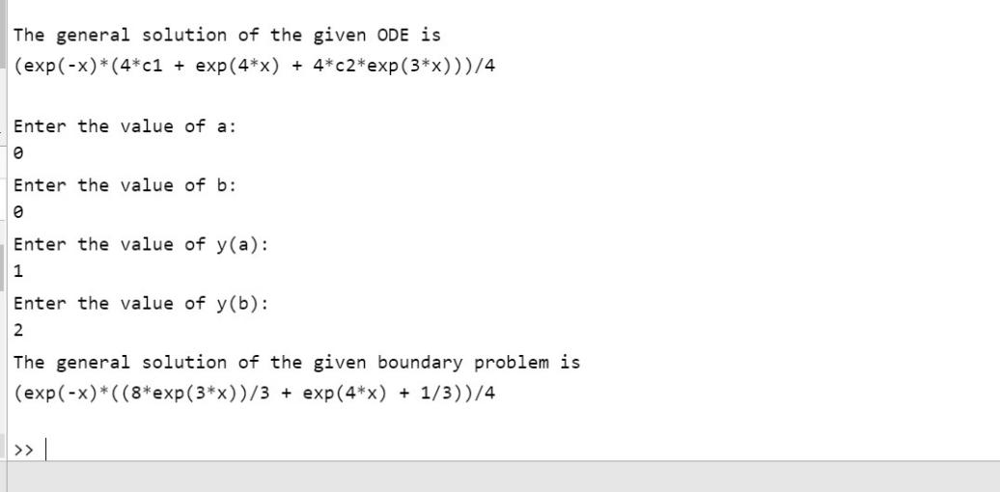 The general solution of the given ODE is
(exp(-x)*(4*c1 + exp(4*x) + 4*c2*exp(3*x)))/4
Enter the value of a:
0
Enter the value of b:
0
Enter the value of y(a):
1
Enter the value of y(b):
2
The general solution of the given boundary problem is
(exp(-x)*((8*exp(3*x))/3 + exp(4*x) + 1/3))/4
>>